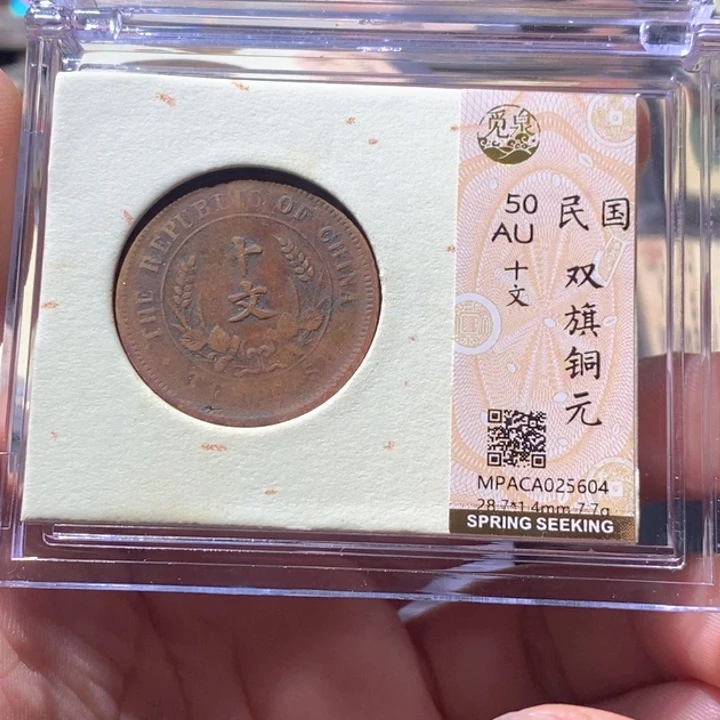 THE REPUBLIC OF CHINA
十文
觅泉
民国
双旗铜元
50
AU
十文
MPACA025604
28.7*1.4mm 7.7g
SPRING SEEKING